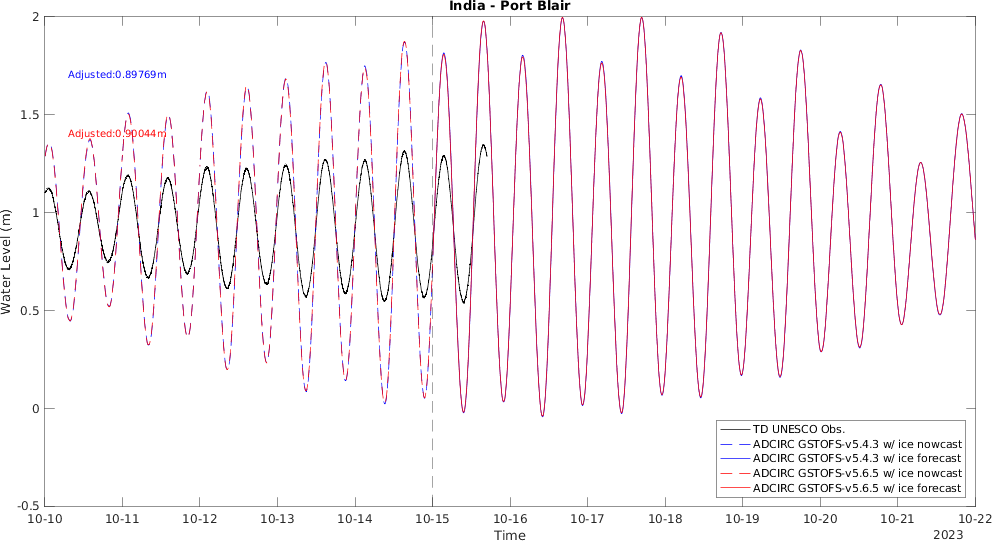 India - Port Blair
Adjusted:0.89769m
Adjusted:0.90044m
Water Level (m)
2
1.5
1
0.5
0
-0.5
10-10 10-11 10-12 10-13 10-14 10-15 10-16 10-17 10-18 10-19 10-20 10-21 10-22
Time
2023
TD UNESCO Obs.
ADCIRC GSTOFS-v5.4.3 w/ ice nowcast
ADCIRC GSTOFS-v5.4.3 w/ ice forecast
ADCIRC GSTOFS-v5.6.5 w/ ice nowcast
ADCIRC GSTOFS-v5.6.5 w/ ice forecast